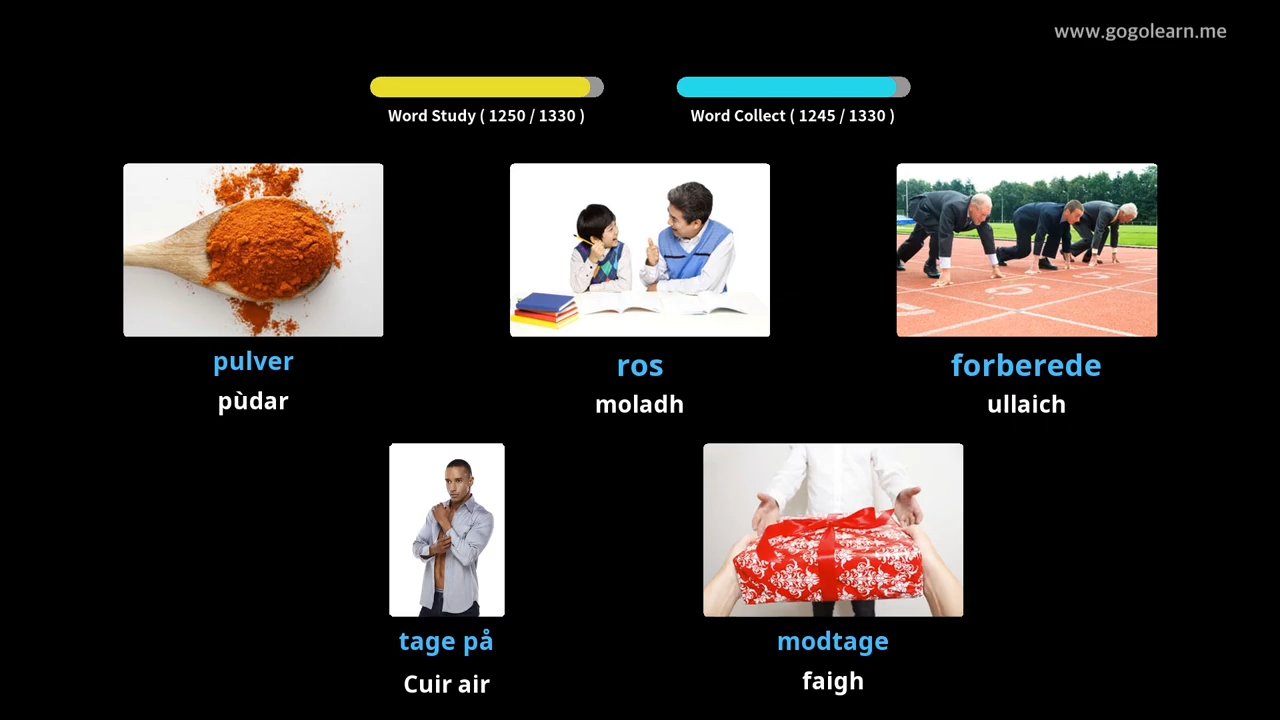 www.gogolearn.me
Word Study ( 1250 / 1330 )
Word Collect ( 1245 / 1330 )
pulver
pùdar
ros
moladh
forberede
ullaich
tage på
Cuir air
modtage
faigh